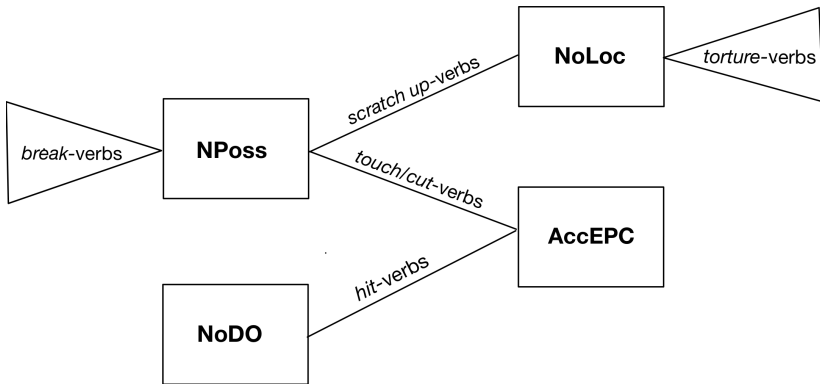 NoLoc
torture-verbs
scratch up-verbs
break-verbs
NPoss
touch/cut-verbs
AccEPC
hit-verbs
NoDO